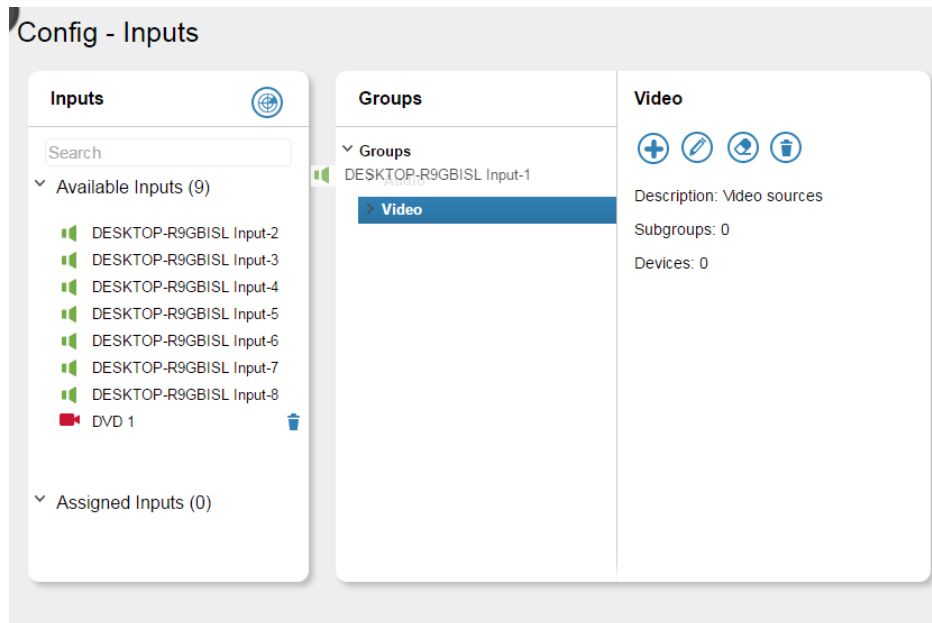 Config - Inputs
Inputs
Search
Available Inputs (9)
DESKTOP-R9GBISL Input-2
DESKTOP-R9GBISL Input-3
DESKTOP-R9GBISL Input-4
DESKTOP-R9GBISL Input-5
DESKTOP-R9GBISL Input-6
DESKTOP-R9GBISL Input-7
DESKTOP-R9GBISL Input-8
DVD 1
Assigned Inputs (0)
Groups
Groups
DESKTOP-R9GBISL Input-1
Audio
Video
Video
Description: Video sources
Subgroups: 0
Devices: 0